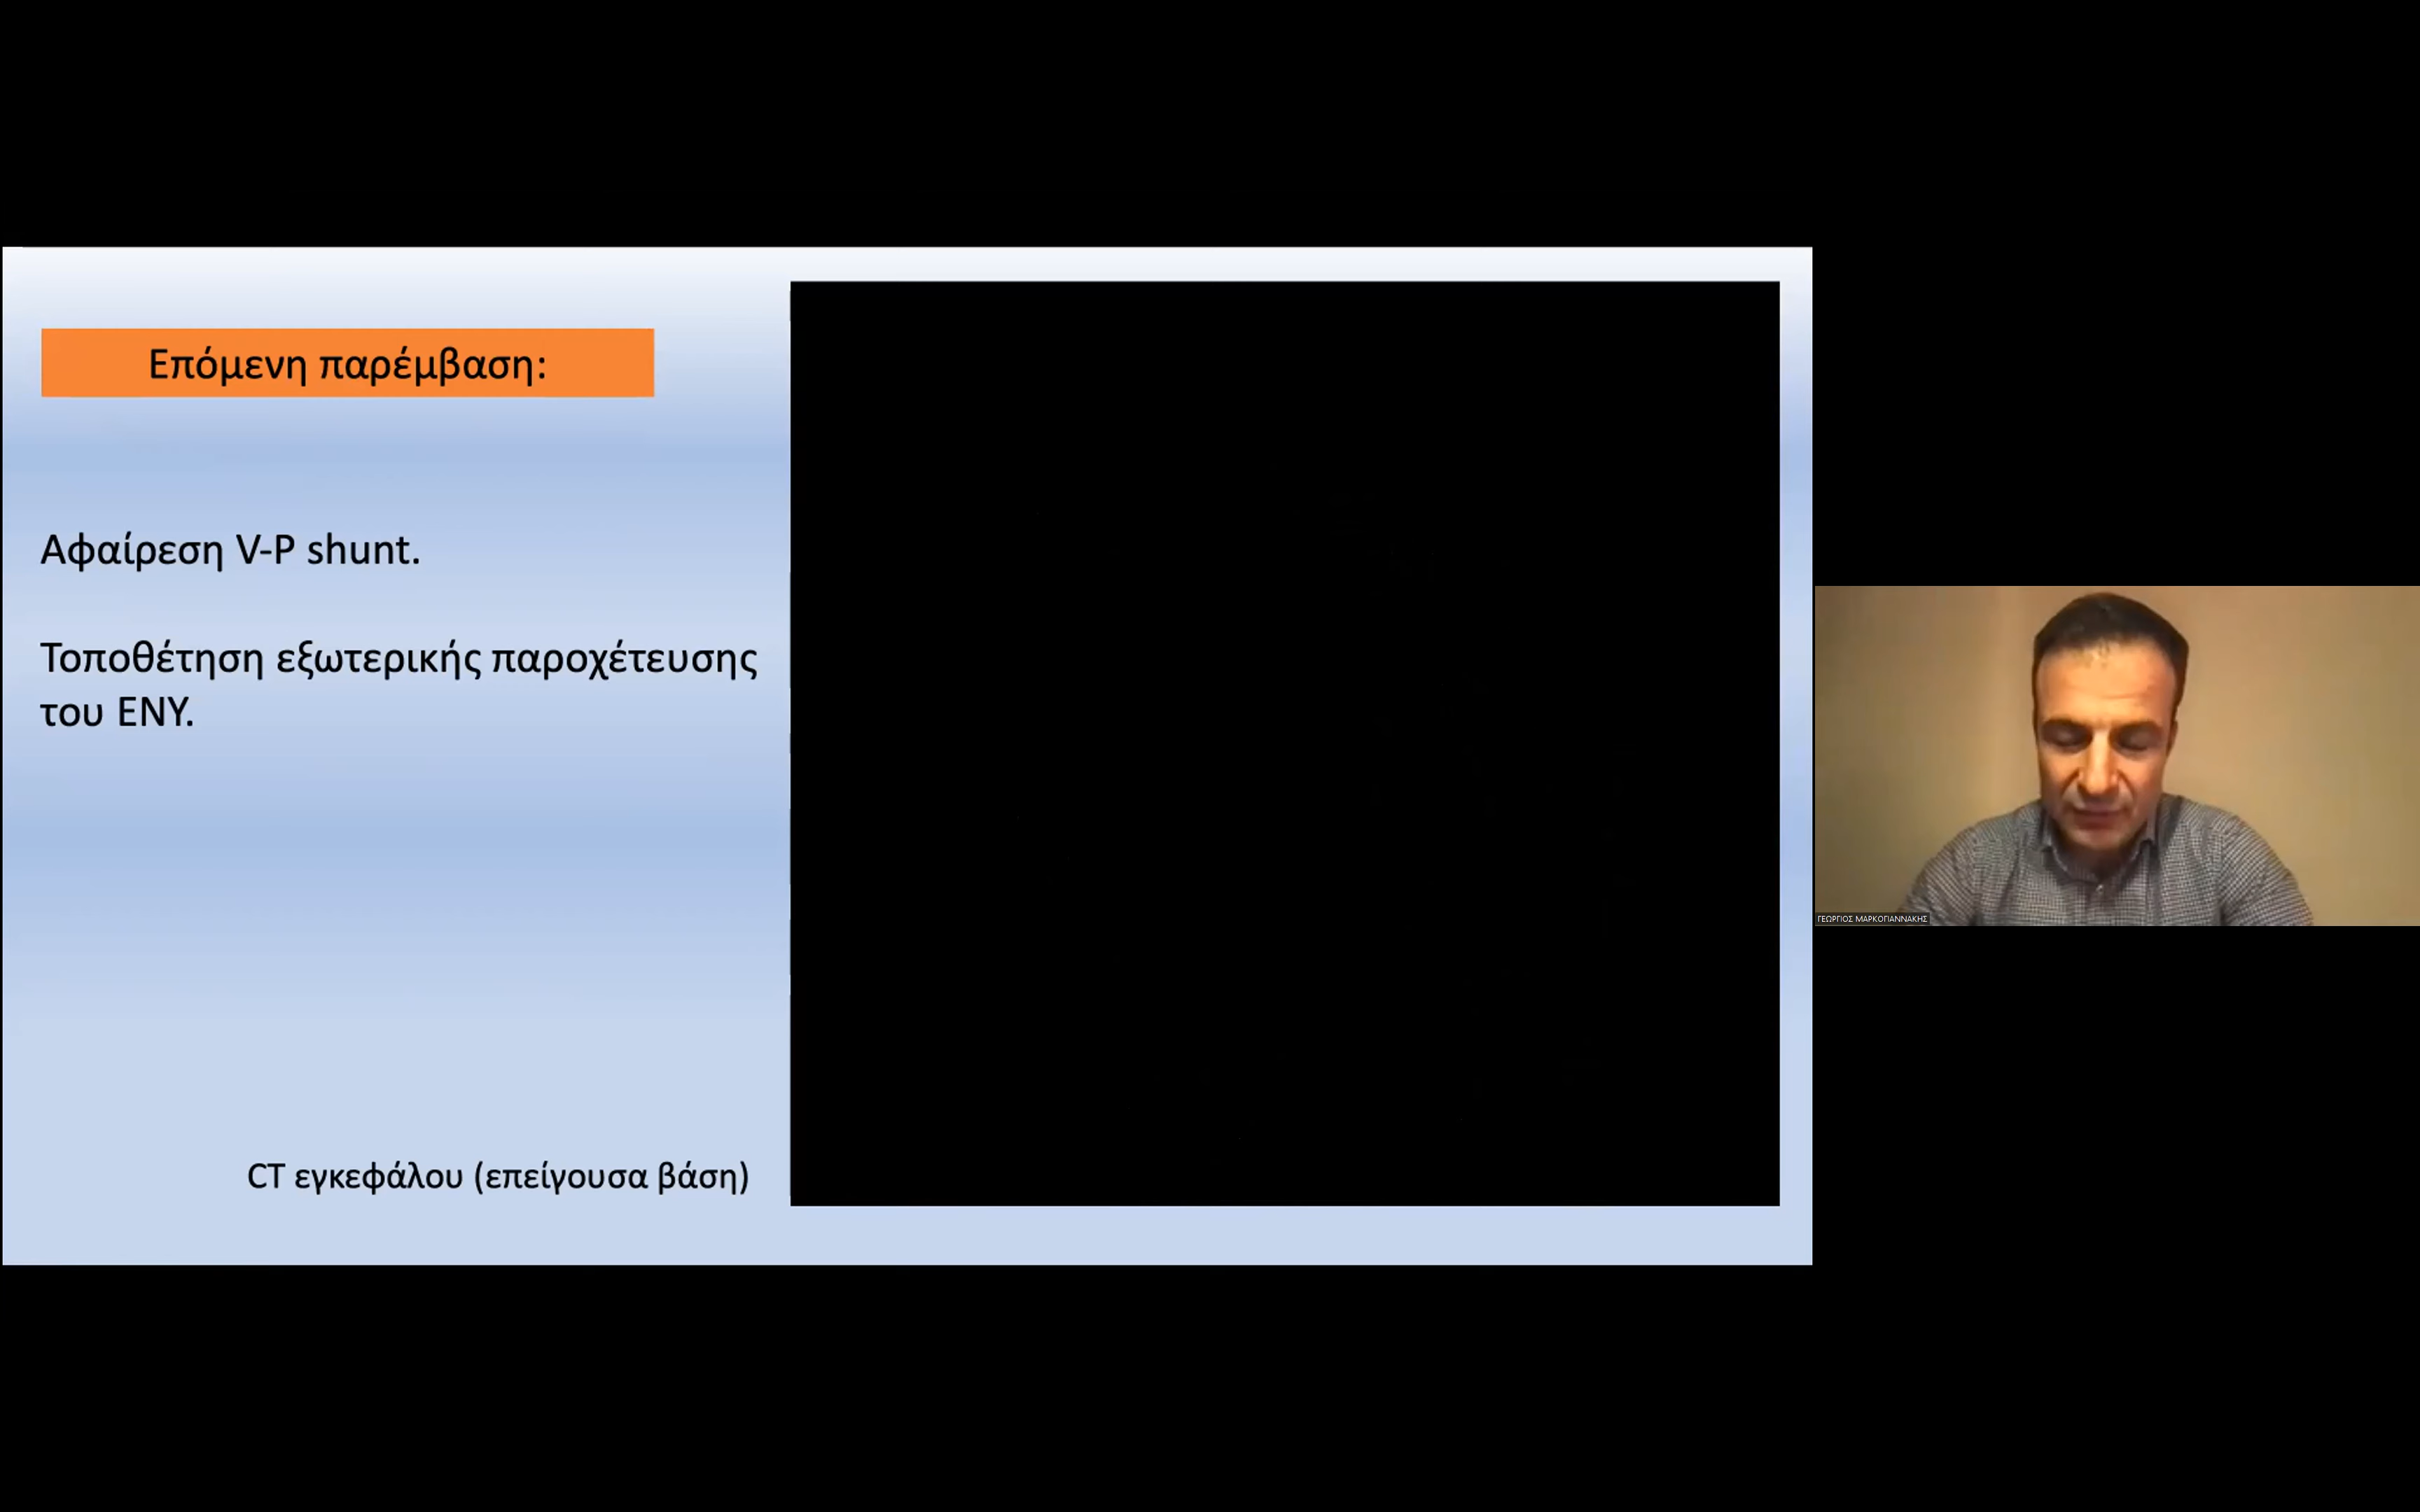 Επόμενη παρέμβαση:
Αφαίρεση V-P shunt.
Τοποθέτηση εξωτερικής παροχέτευσης
του ΕΝΥ.
CT εγκεφάλου (επείγουσα βάση)
ΓΕΩΡΓΙΟΣ ΜΑΡΚΟΓΙΑΝΝΑΚΗΣ